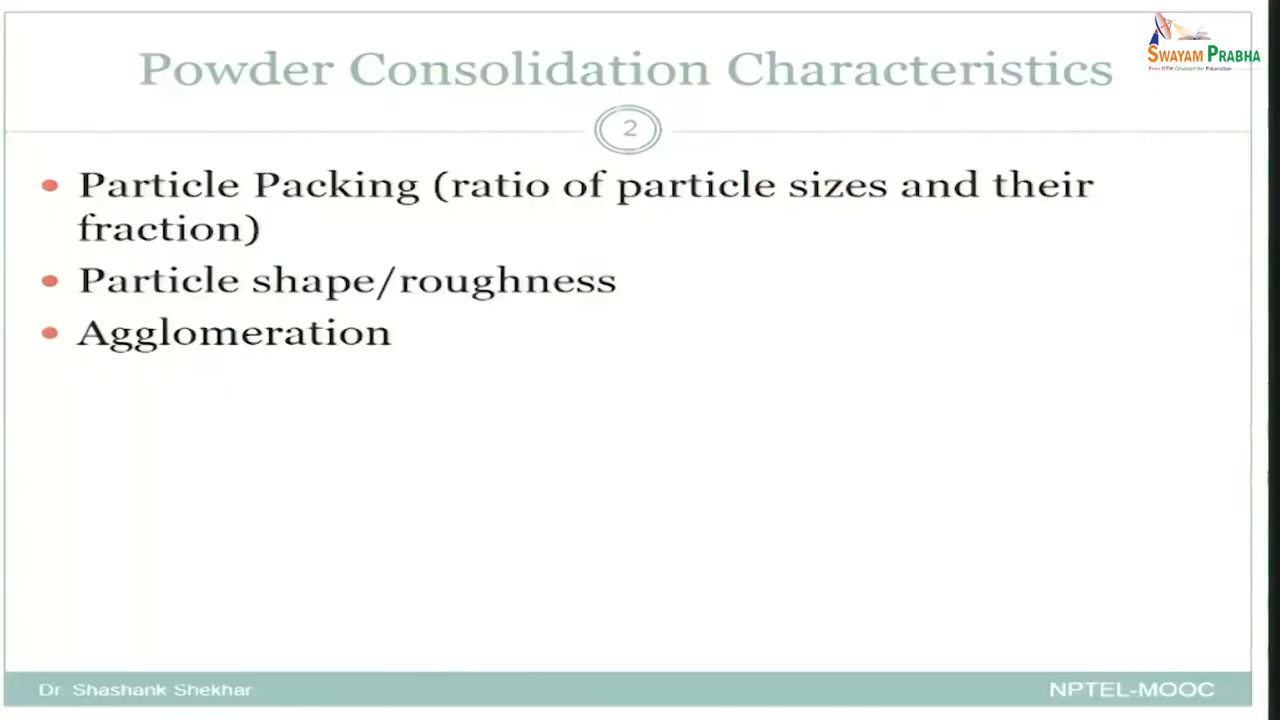 SWAYAM PRABHA
Powder Consolidation Characteristics
2
• Particle Packing (ratio of particle sizes and their
fraction)
• Particle shape/roughness
• Agglomeration
Dr. Shashank Shekhar
NPTEL-MOOC